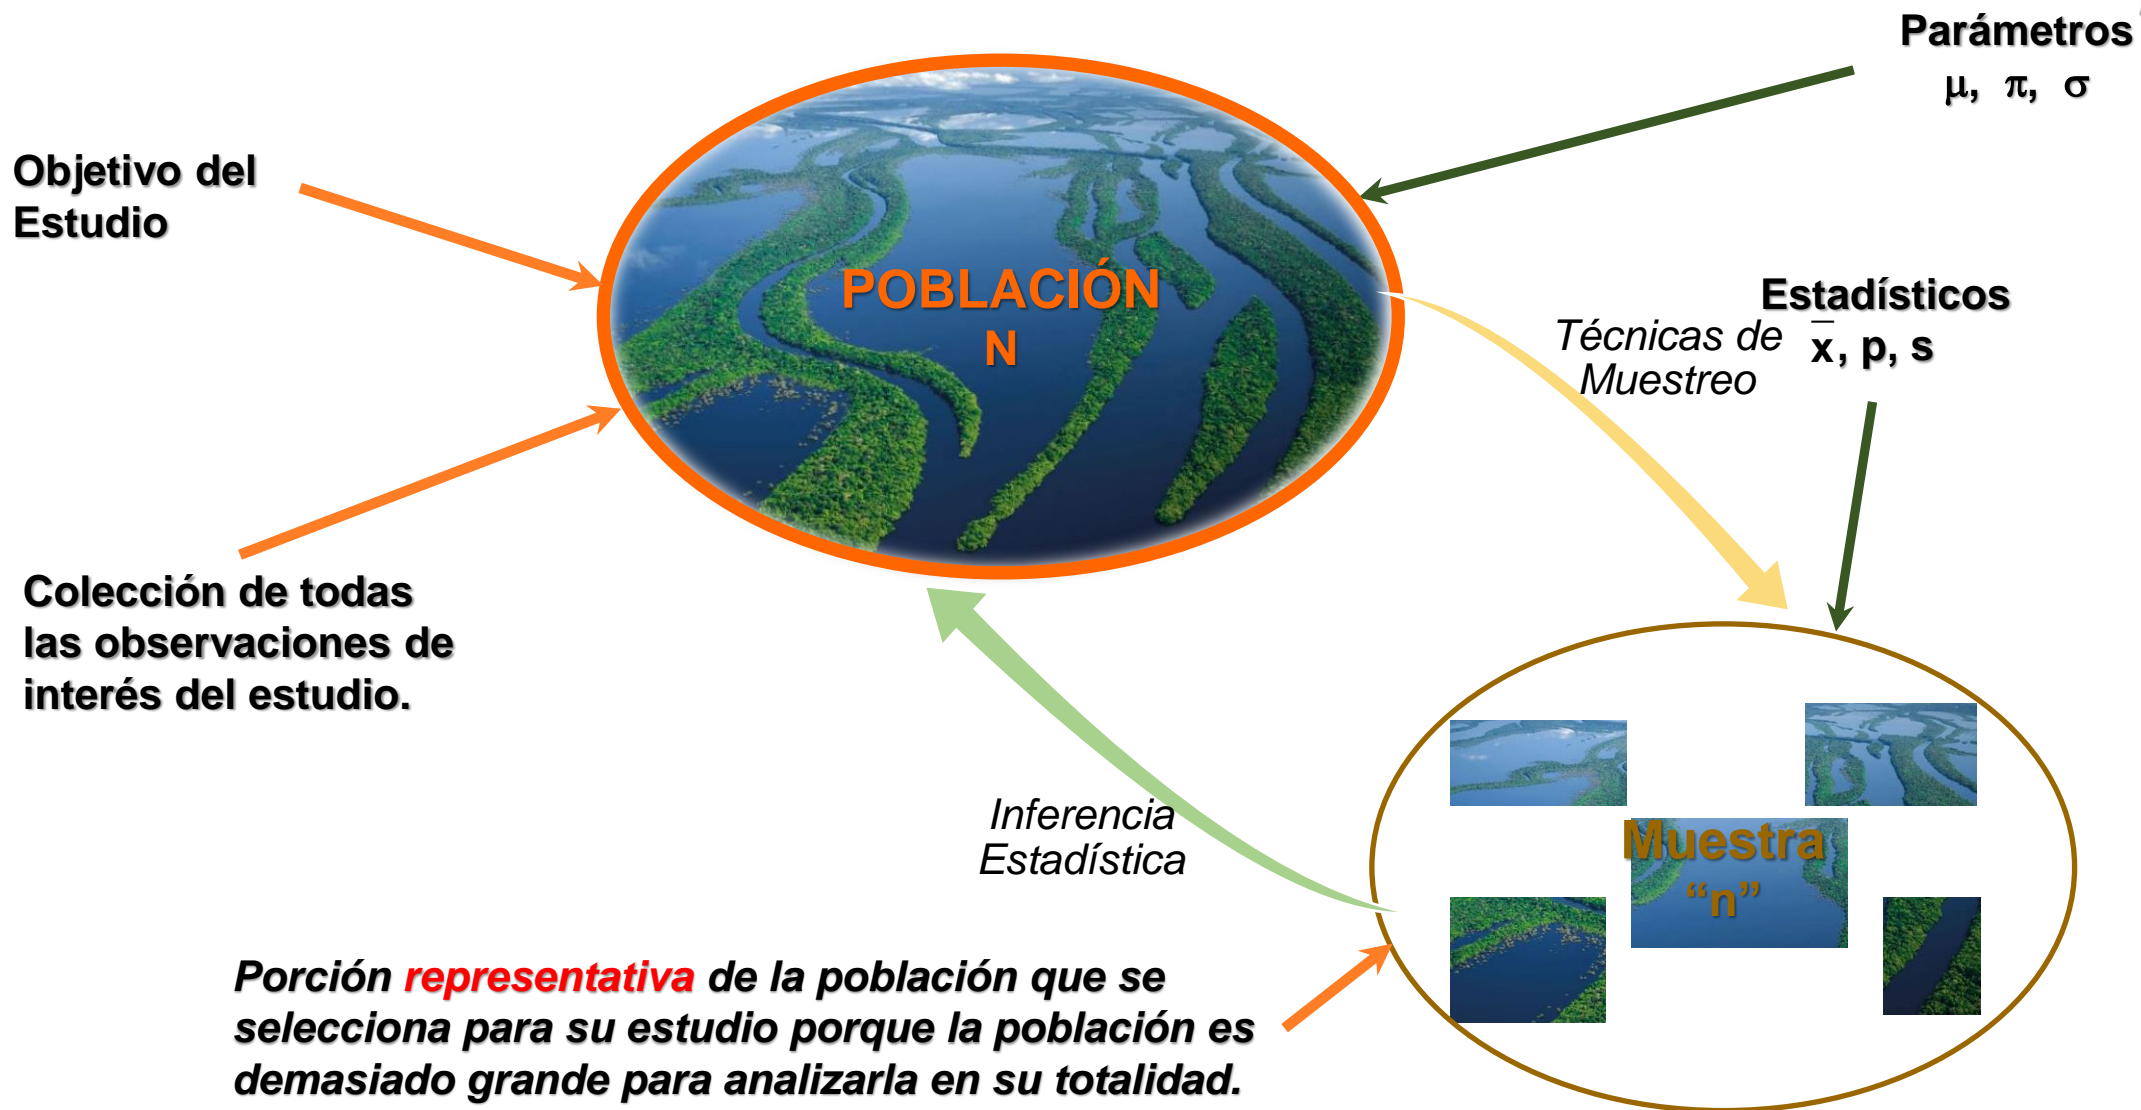 Parámetros
μ, π, σ
Objetivo del
Estudio
POBLACIÓN
N
Estadísticos
x̅, p, s
Técnicas de
Muestreo
Colección de todas
las observaciones de
interés del estudio.
Inferencia
Estadística
Muestra
“n”
Porción representativa de la población que se
selecciona para su estudio porque la población es
demasiado grande para analizarla en su totalidad.